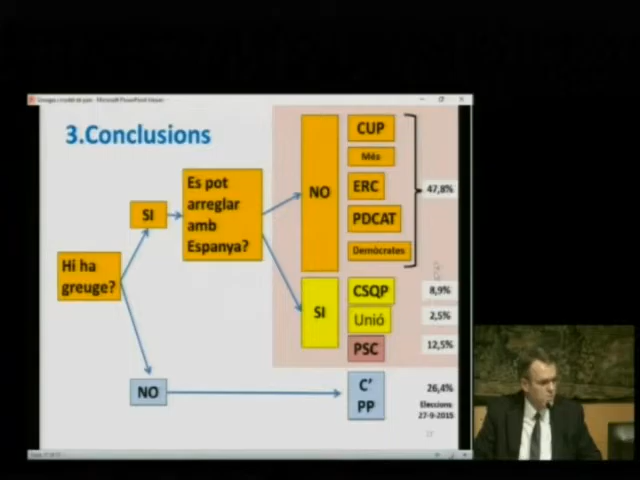 3.Conclusions
Hi ha
greuge?
SI
NO
Es pot
arreglar
amb
Espanya?
NO
CUP
Més
ERC
PDCAT
Demòcrates
47,8%
SI
CSQP
8,9%
Unió
2,5%
PSC
12,5%
C'
PP
26,4%
Eleccions
27-9-2015